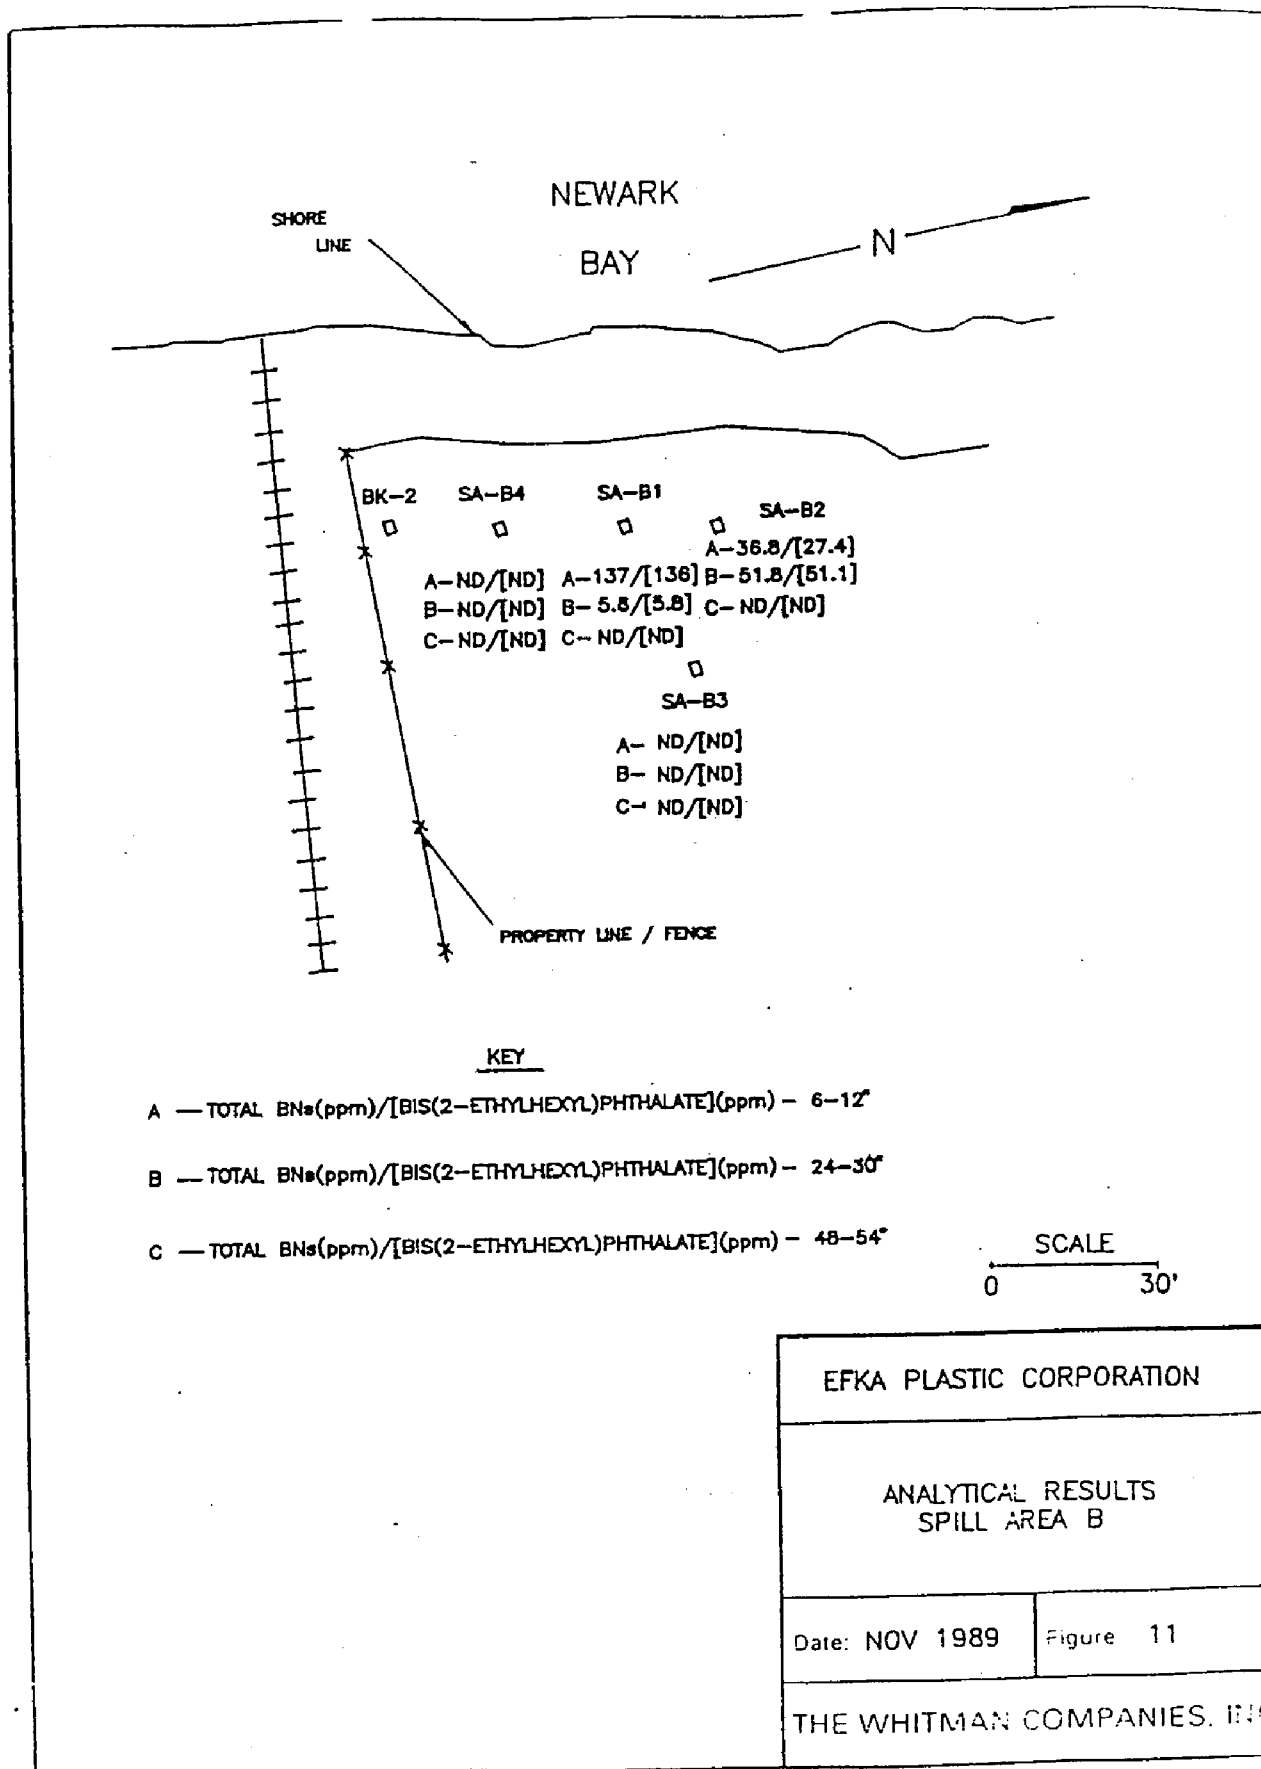 NEWARK
BAY
SHORE
LINE
N
BK-2
SA-B4
SA-B1
SA-B2
A-36.8/[27.4]
B-51.8/[51.1]
C-ND/[ND]
A-ND/[ND]
B-ND/[ND]
C-ND/[ND]
A-137/[136]
B-5.8/[5.8]
C-ND/[ND]
SA-B3
A- ND/[ND]
B- ND/[ND]
C- ND/[ND]
PROPERTY LINE / FENCE
KEY
A — TOTAL BNs(ppm)/[BIS(2-ETHYLHEXYL)PHTHALATE](ppm) - 6-12"
B — TOTAL BNs(ppm)/[BIS(2-ETHYLHEXYL)PHTHALATE](ppm) - 24-30"
C — TOTAL BNs(ppm)/[BIS(2-ETHYLHEXYL)PHTHALATE](ppm) - 48-54"
SCALE
0 30'
EFKA PLASTIC CORPORATION
ANALYTICAL RESULTS
SPILL AREA B
Date: NOV 1989
Figure 11
THE WHITMAN COMPANIES,